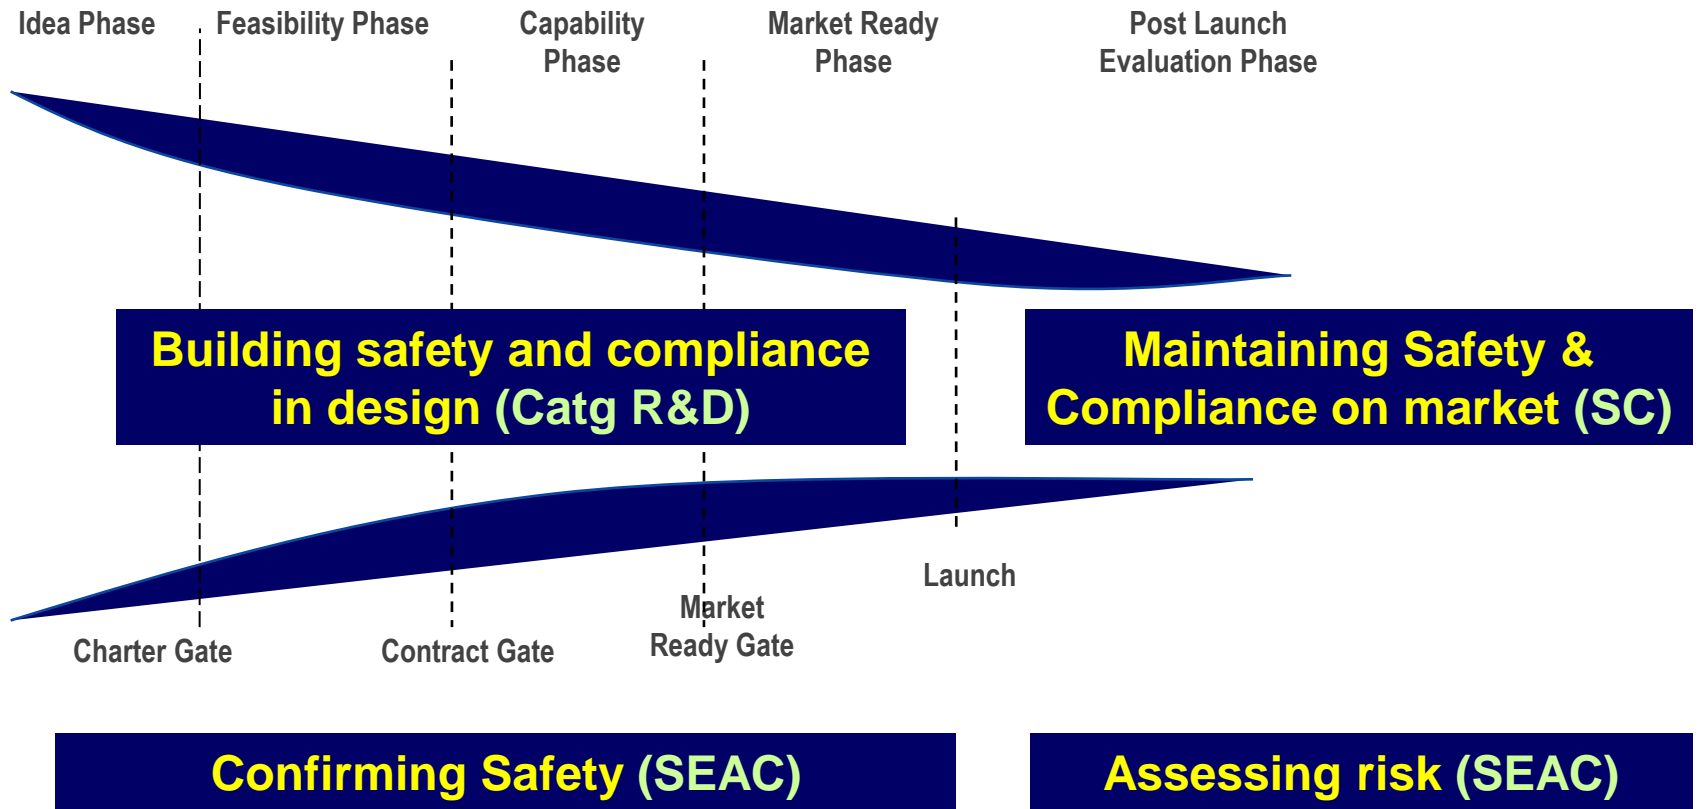 Idea Phase
Feasibility Phase
Capability
Phase
Market Ready
Phase
Post Launch
Evaluation Phase
Building safety and compliance
in design (Catg R&D)
Maintaining Safety &
Compliance on market (SC)
Launch
Charter Gate
Contract Gate
Market
Ready Gate
Confirming Safety (SEAC)
Assessing risk (SEAC)